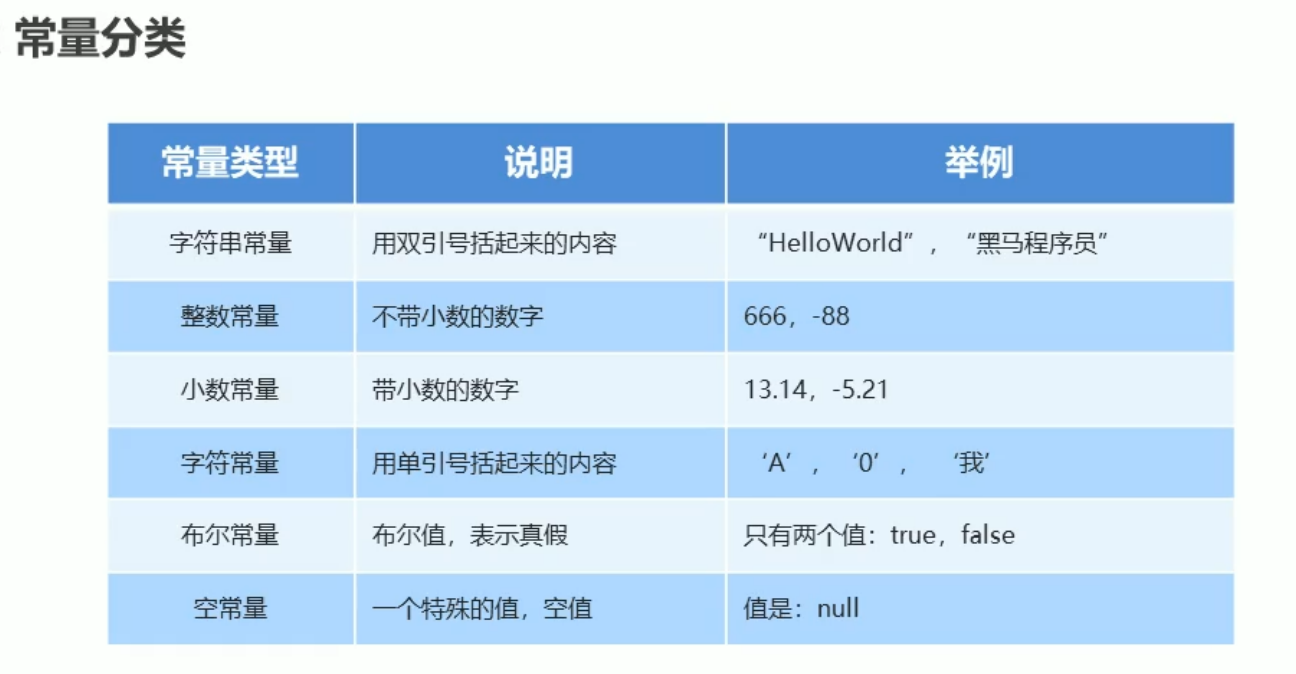 常量分类
常量类型 说明 举例
字符串常量 用双引号括起来的内容 “HelloWorld”，“黑马程序员”
整数常量 不带小数的数字 666，-88
小数常量 带小数的数字 13.14，-5.21
字符常量 用单引号括起来的内容 ‘A’，‘0’，‘我’
布尔常量 布尔值，表示真假 只有两个值：true，false
空常量 一个特殊的值，空值 值是：null